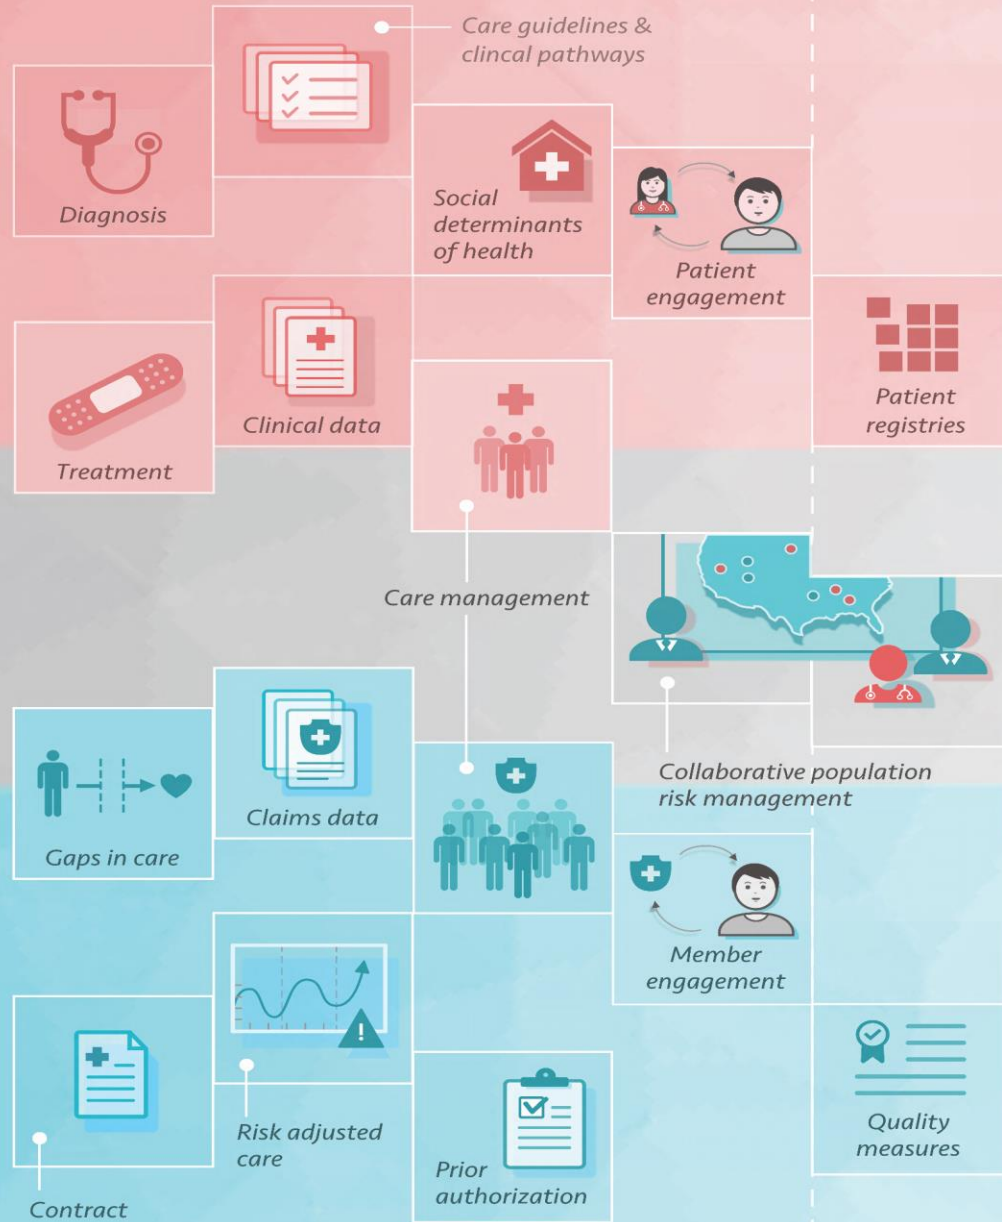 Care guidelines &
clincal pathways
Diagnosis
Social
determinants
of health
Patient
engagement
Treatment
Clinical data
Patient
registries
Care management
Gaps in care
Claims data
Collaborative population
risk management
Member
engagement
Contract
Risk adjusted
care
Prior
authorization
Quality
measures